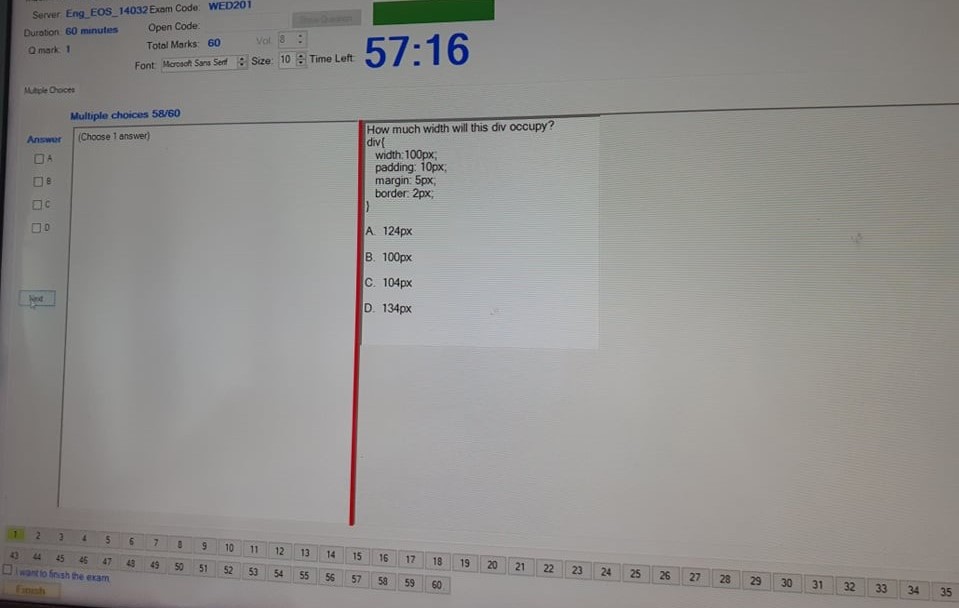 Server: Eng_EOS_14032 Exam Code: WED201
Duration: 60 minutes Open Code:
Q mark: 1 Total Marks: 60 Vol: 8
Show Question
Font: Microsoft Sans Serif Size: 10 Time Left: 57:16
Multiple Choices
Multiple choices 58/60
Answer
(Choose 1 answer)
A
B
C
D
Next
How much width will this div occupy?
div{
width:100px;
padding: 10px;
margin: 5px;
border: 2px;
}
A. 124px
B. 100px
C. 104px
D. 134px
1 2 3 4 5 6 7 8 9 10 11 12 13 14 15 16 17 18 19 20 21 22 23 24 25 26 27 28 29 30 31 32 33 34 35
43 44 45 46 47 48 49 50 51 52 53 54 55 56 57 58 59 60
I want to finish the exam
Finish